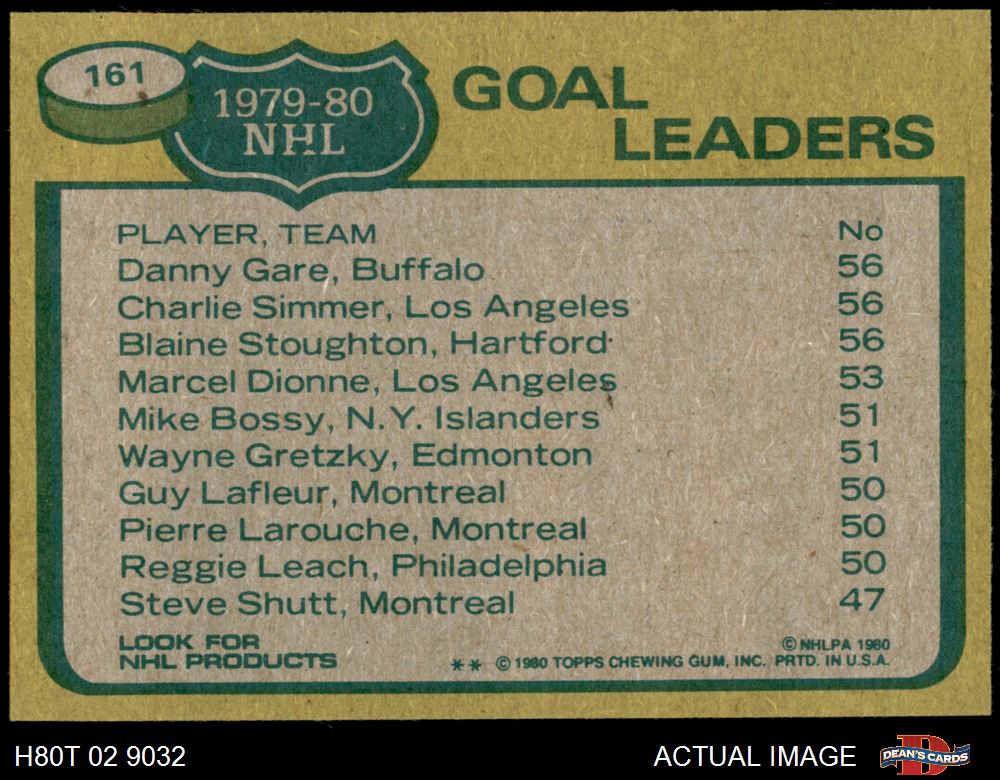 161
1979-80
NHL
GOAL
LEADERS
PLAYER, TEAM No
Danny Gare, Buffalo 56
Charlie Simmer, Los Angeles 56
Blaine Stoughton, Hartford 56
Marcel Dionne, Los Angeles 53
Mike Bossy, N.Y. Islanders 51
Wayne Gretzky, Edmonton 51
Guy Lafleur, Montreal 50
Pierre Larouche, Montreal 50
Reggie Leach, Philadelphia 50
Steve Shutt, Montreal 47
LOOK FOR
NHL PRODUCTS
© NHLPA 1980
** © 1980 TOPPS CHEWING GUM, INC. PRTD. IN U.S.A.
H80T 02 9032 ACTUAL IMAGE DEAN'S CARDS